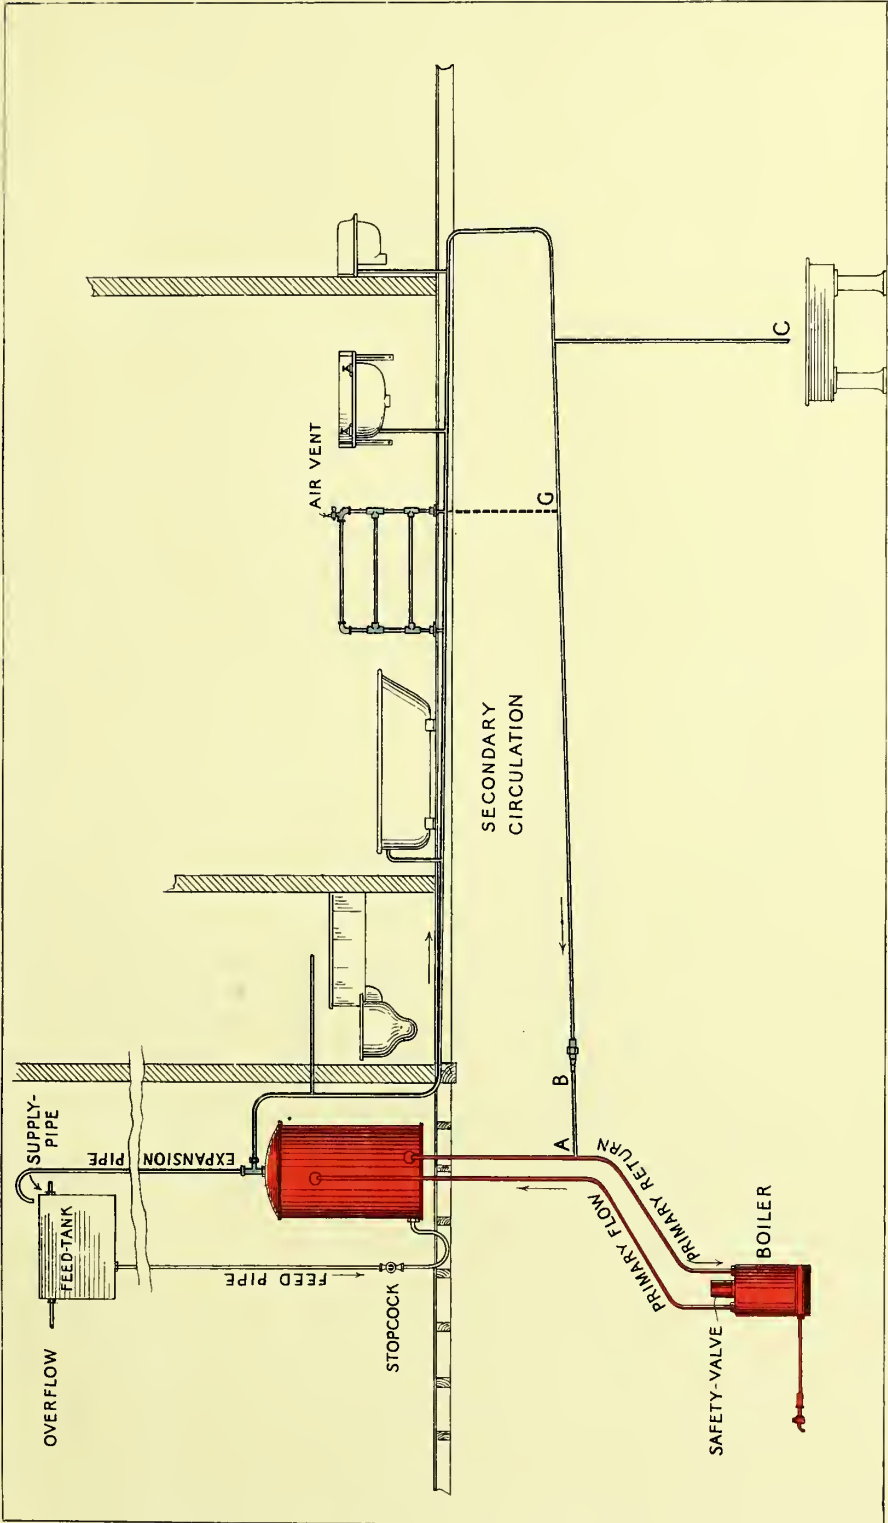 OVERFLOW
FEED-TANK
SUPPLY-
PIPE
EXPANSION PIPE
FEED PIPE
STOPCOCK
AIR VENT
SECONDARY
CIRCULATION
A
B
G
C
PRIMARY FLOW
PRIMARY RETURN
SAFETY-VALVE
BOILER